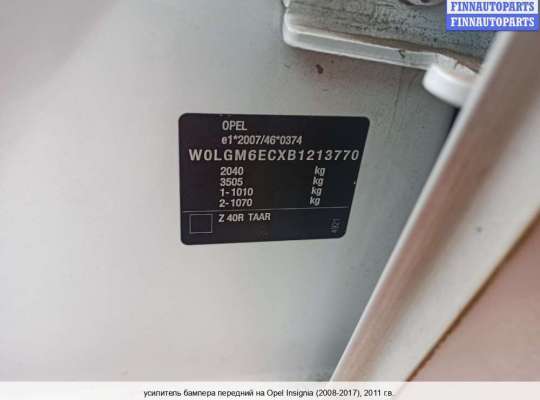 FINNAUTOPARTS
FINNAUTOPARTS
OPEL
e1*2007/46*0374
W0LGM6ECXB1213770
2040 kg
3505 kg
1-1010 kg
2-1070 kg
Z 40R TAAR
4921
усилитель бампера передний на Opel Insignia (2008-2017), 2011 г.в.